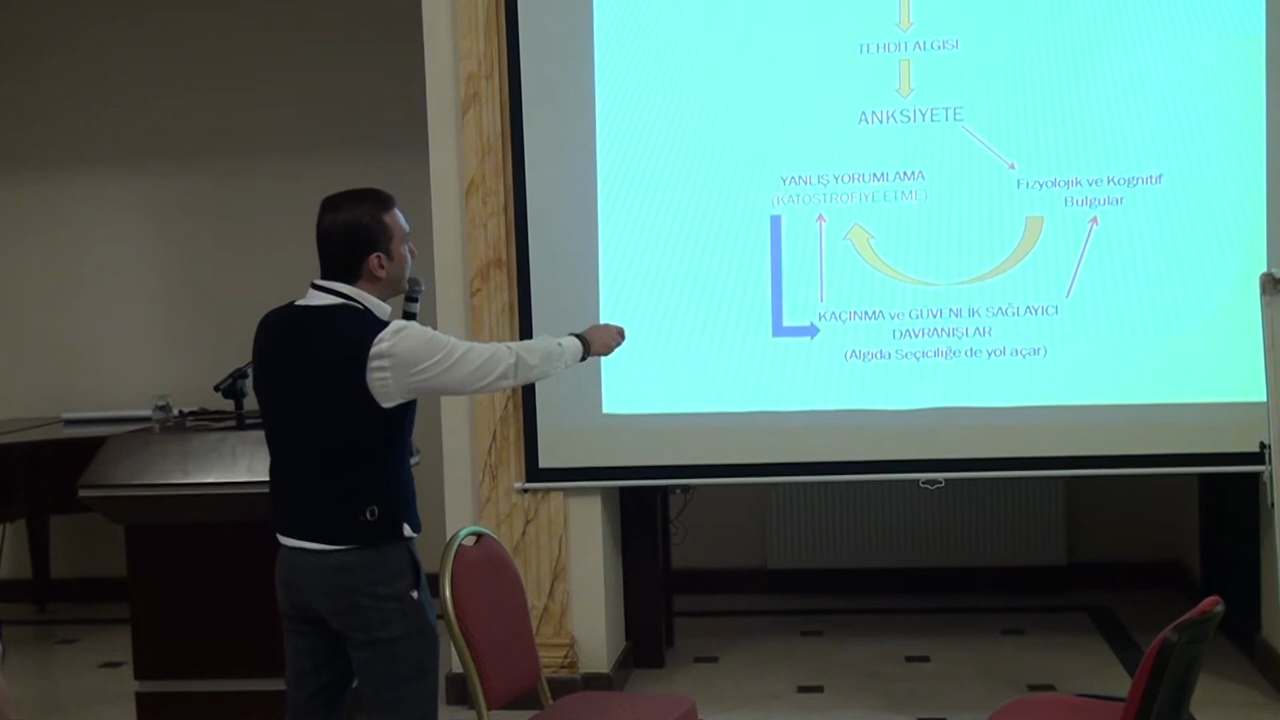 TEHDİT ALGISI
ANKSİYETE
YANLIŞ YORUMLAMA
(KATOSTROFİYE ETME)
Fizyolojik ve Kognitif
Bulgular
KAÇINMA ve GÜVENLİK SAĞLAYICI
DAVRANIŞLAR
(Algıda Seçiciliğe de yol açar)